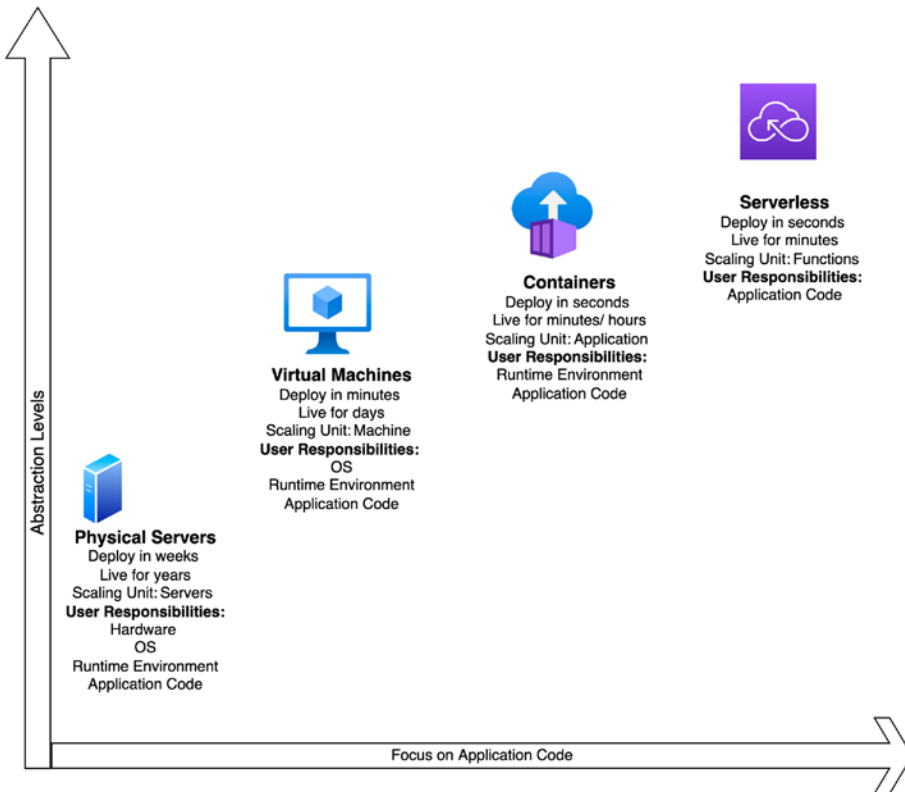 Abstraction Levels
Serverless
Deploy in seconds
Live for minutes
Scaling Unit: Functions
User Responsibilities:
Application Code
Containers
Deploy in seconds
Live for minutes/ hours
Scaling Unit: Application
User Responsibilities:
Runtime Environment
Application Code
Virtual Machines
Deploy in minutes
Live for days
Scaling Unit: Machine
User Responsibilities:
OS
Runtime Environment
Application Code
Physical Servers
Deploy in weeks
Live for years
Scaling Unit: Servers
User Responsibilities:
Hardware
OS
Runtime Environment
Application Code
Focus on Application Code